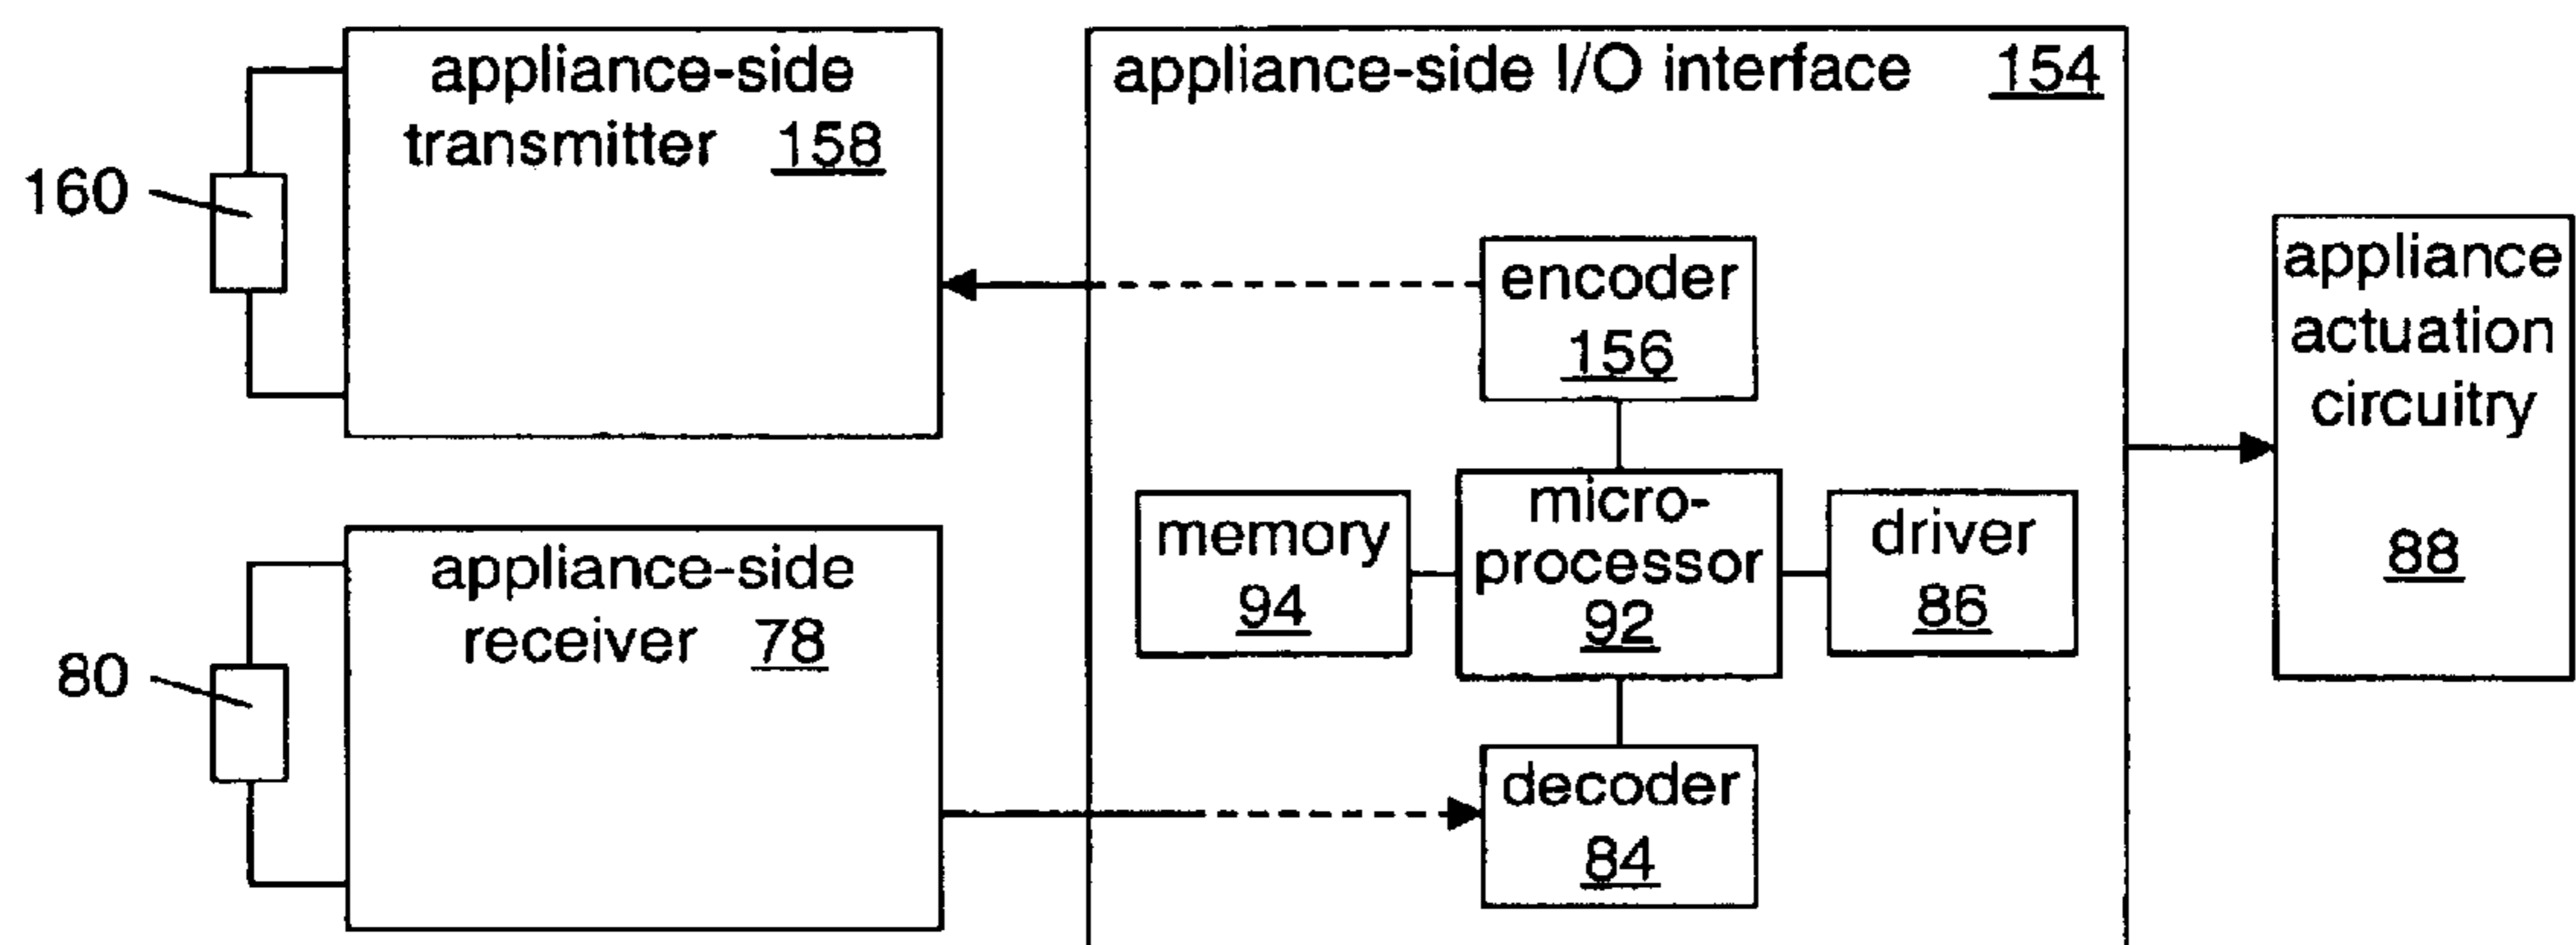 appliance-side
transmitter 158
160
appliance-side
receiver 78
80
appliance-side I/O interface 154
encoder
156
memory
94
micro-
processor
92
driver
86
decoder
84
appliance
actuation
circuitry
88